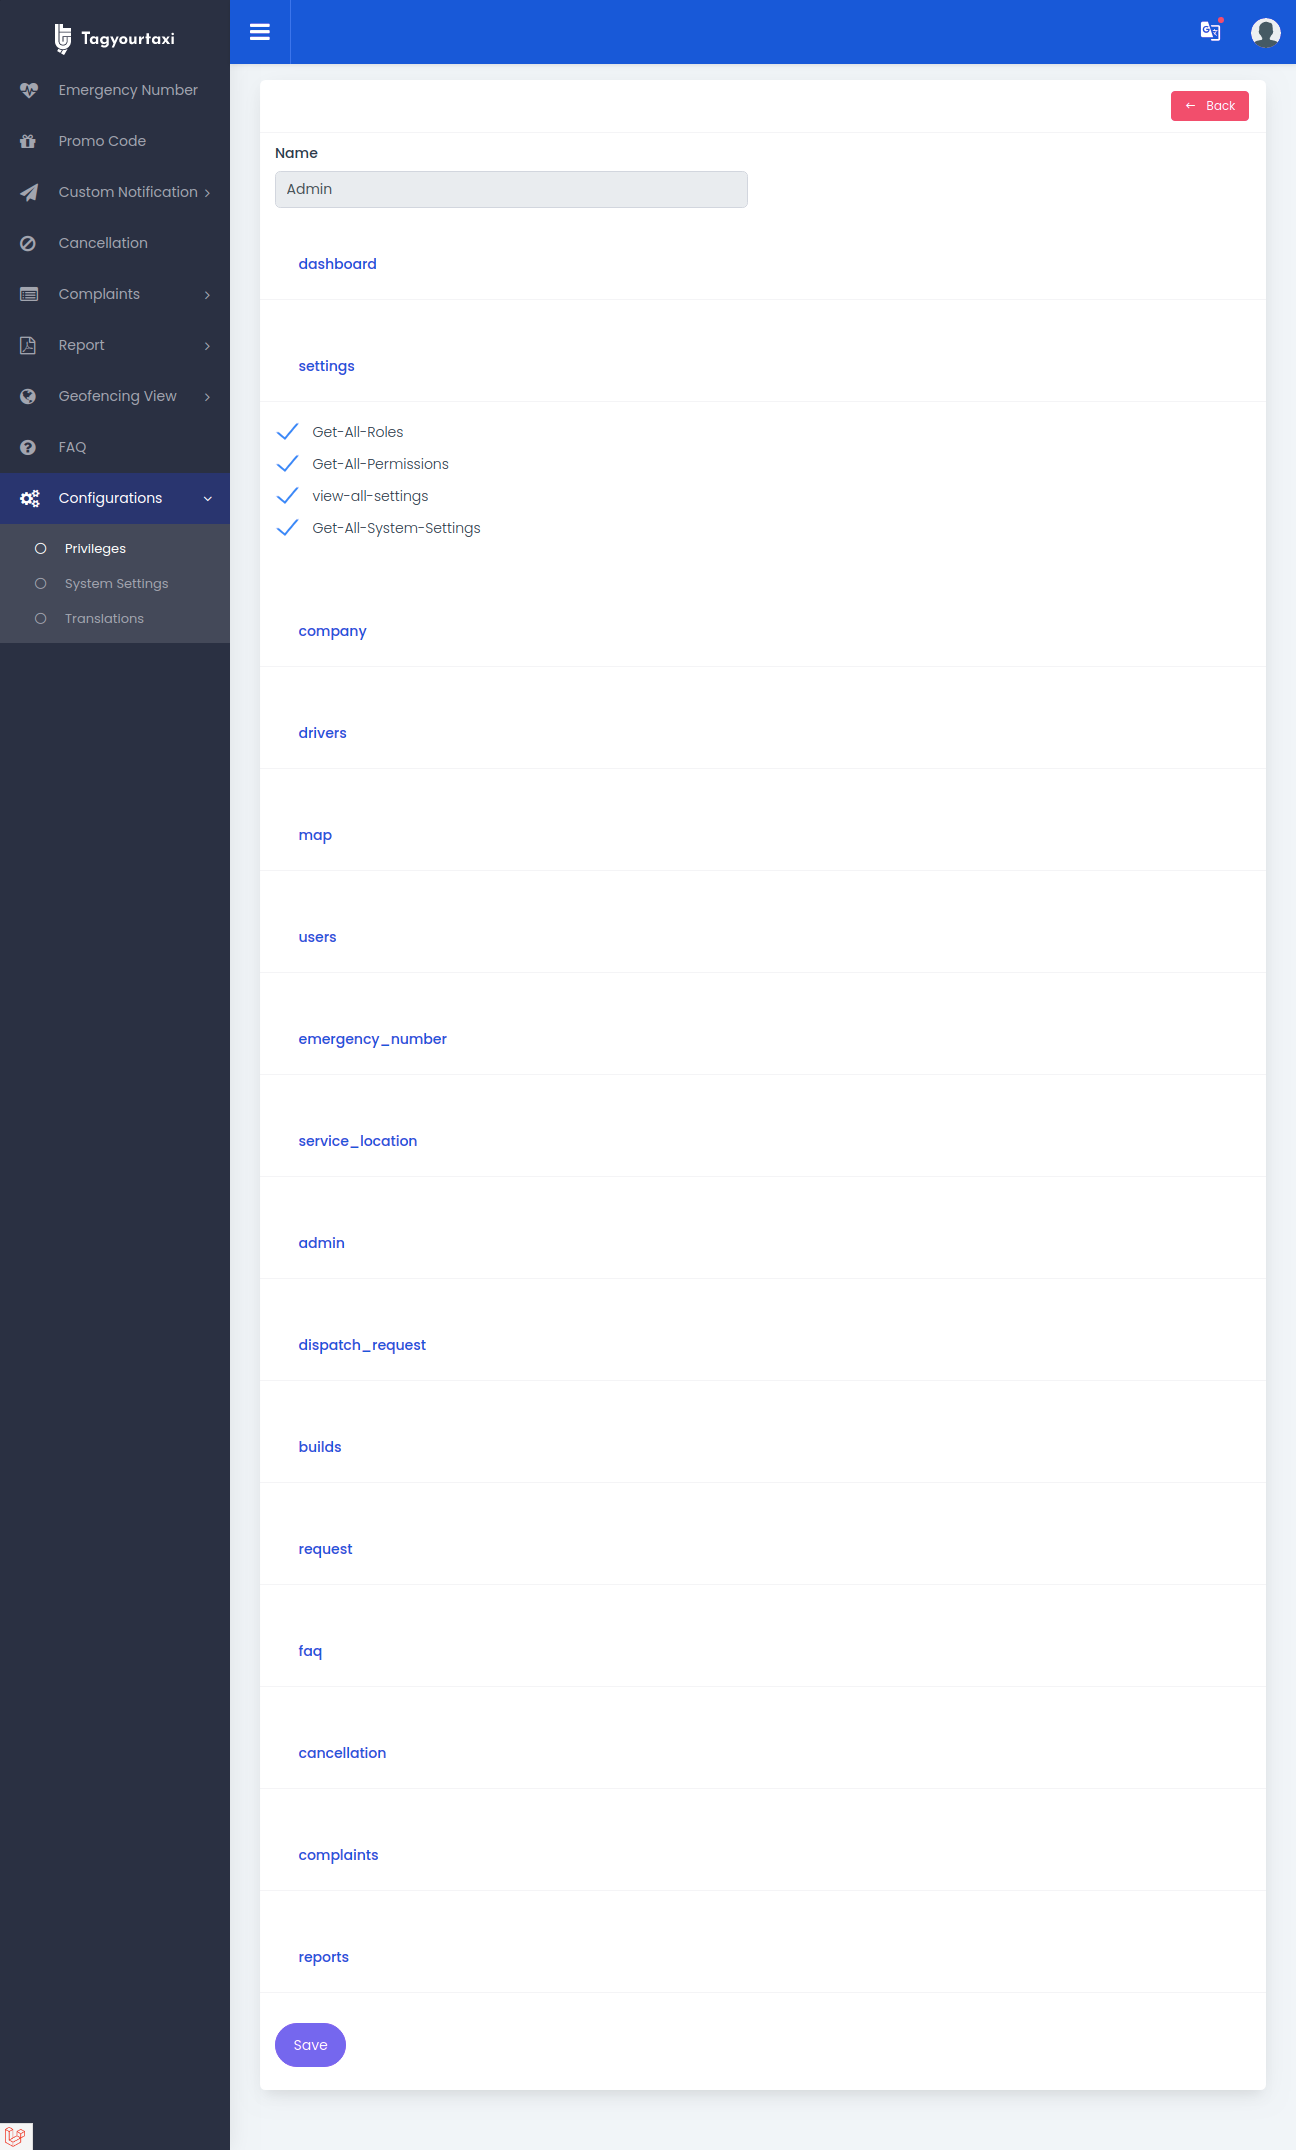 Tagyourtaxi
Emergency Number
Promo Code
Custom Notification
Cancellation
Complaints
Report
Geofencing View
FAQ
Configurations
Privileges
System Settings
Translations
Back
Name
Admin
dashboard
settings
Get-All-Roles
Get-All-Permissions
view-all-settings
Get-All-System-Settings
company
drivers
map
users
emergency_number
service_location
admin
dispatch_request
builds
request
faq
cancellation
complaints
reports
Save